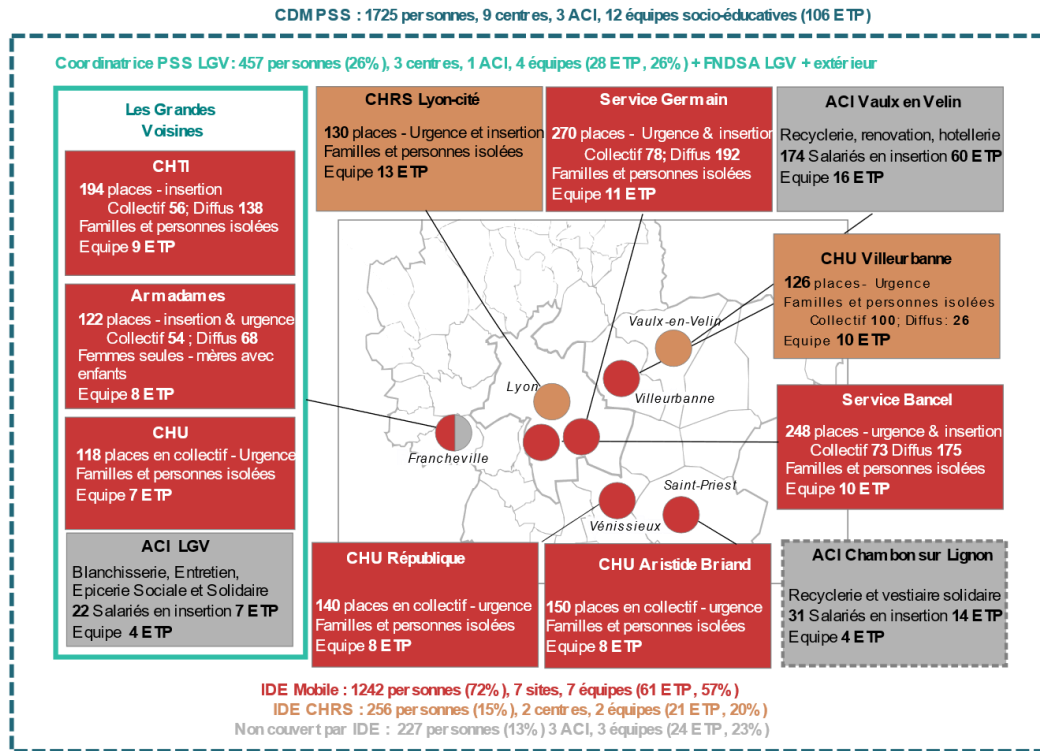 CDMPSS : 1725 personnes, 9 centres, 3 ACI, 12 équipes socio-éducatives (106 ETP)
Coordinatrice PSS LGV: 457 personnes (26%), 3 centres, 1 ACI, 4 équipes (28 ETP, 26%) + FNDSA LGV + extérieur
Les Grandes
Voisines
CHTI
194 places - insertion
Collectif 56; Diffus 138
Familles et personnes isolées
Equipe 9 ETP
Armadames
122 places - insertion & urgence
Collectif 54 ; Diffus 68
Femmes seules - mères avec
enfants
Equipe 8 ETP
CHU
118 places en collectif - Urgence
Familles et personnes isolées
Equipe 7 ETP
ACI LGV
Blanchisserie, Entretien,
Epicerie Sociale et Solidaire
22 Salariés en insertion 7 ETP
Equipe 4 ETP
CHRS Lyon-cité
130 places - Urgence et insertion
Familles et personnes isolées
Equipe 13 ETP
Service Germain
270 places - Urgence & insertion
Collectif 78; Diffus 192
Familles et personnes isolées
Equipe 11 ETP
ACI Vaulx en Velin
Recyclerie, renovation, hotellerie
174 Salariés en insertion 60 ETP
Equipe 16 ETP
CHU Villeurbanne
126 places- Urgence
Familles et personnes isolées
Collectif 100; Diffus: 26
Equipe 10 ETP
Service Bancel
248 places - urgence & insertion
Collectif 73 Diffus 175
Familles et personnes isolées
Equipe 10 ETP
Vaulx-en-Velin
Lyon
Villeurbanne
Francheville
Saint-Priest
Vénissieux
CHU République
140 places en collectif - urgence
Familles et personnes isolées
Equipe 8 ETP
CHU Aristide Briand
150 places en collectif - urgence
Familles et personnes isolées
Equipe 8 ETP
ACI Chambon sur Lignon
Recyclerie et vestiaire solidaire
31 Salariés en insertion 14 ETP
Equipe 4 ETP
IDE Mobile : 1242 personnes (72%), 7 sites, 7 équipes (61 ETP, 57%)
IDE CHRS : 256 personnes (15%), 2 centres, 2 équipes (21 ETP, 20%)
Non couvert par IDE : 227 personnes (13%) 3 ACI, 3 équipes (24 ETP, 23%)